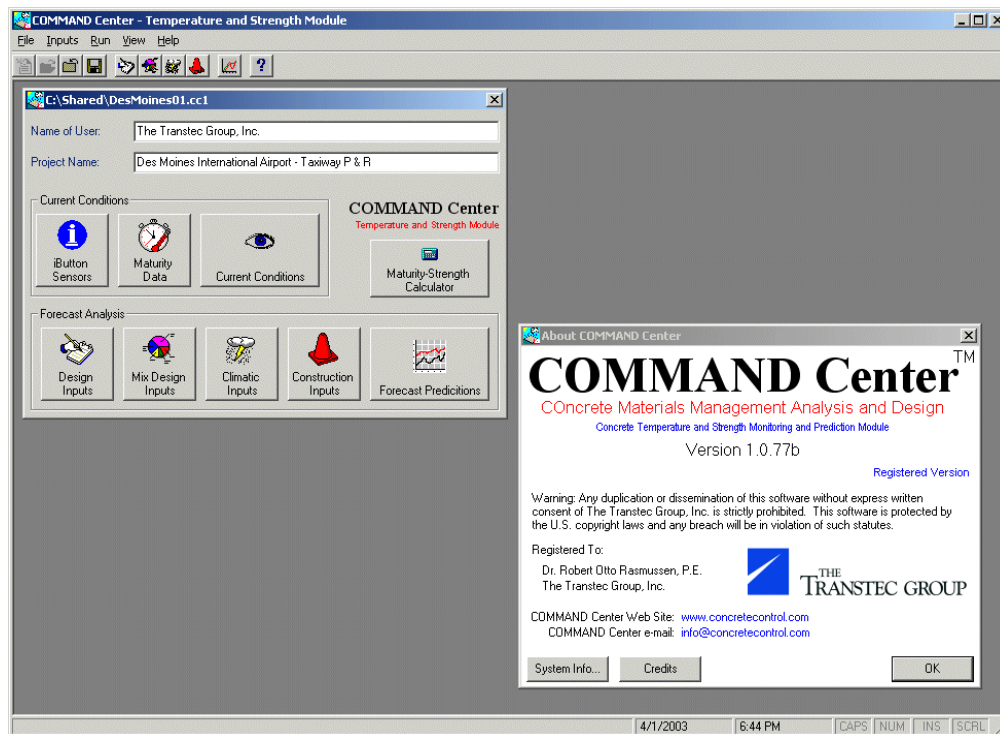 COMMAND Center - Temperature and Strength Module
File Inputs Run View Help
?
C:\Shared\DesMoines01.cc1
Name of User: The Transtec Group, Inc.
Project Name: Des Moines International Airport - Taxiway P & R
Current Conditions
i
iButton
Sensors
Maturity
Data
Current Conditions
COMMAND Center
Temperature and Strength Module
Maturity-Strength
Calculator
Forecast Analysis
Design
Inputs
Mix Design
Inputs
Climatic
Inputs
Construction
Inputs
Forecast Predicitions
About COMMAND Center
COMMAND Center™
COncrete Materials Management Analysis and Design
Concrete Temperature and Strength Monitoring and Prediction Module
Version 1.0.77b
Registered Version
Warning: Any duplication or dissemination of this software without express written
consent of The Transtec Group, Inc. is strictly prohibited. This software is protected by
the U.S. copyright laws and any breach will be in violation of such statutes.
Registered To:
Dr. Robert Otto Rasmussen, P.E.
The Transtec Group, Inc.
THE
TRANSTEC GROUP
COMMAND Center Web Site: www.concretecontrol.com
COMMAND Center e-mail: info@concretecontrol.com
System Info... Credits OK
4/1/2003 6:44 PM CAPS NUM INS SCRL